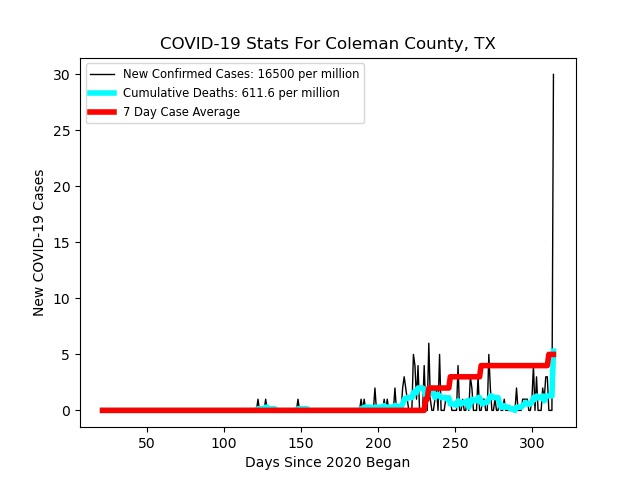 COVID-19 Stats For Coleman County, TX
New Confirmed Cases: 16500 per million
Cumulative Deaths: 611.6 per million
7 Day Case Average
New COVID-19 Cases
30
25
20
15
10
5
0
50 100 150 200 250 300
Days Since 2020 Began